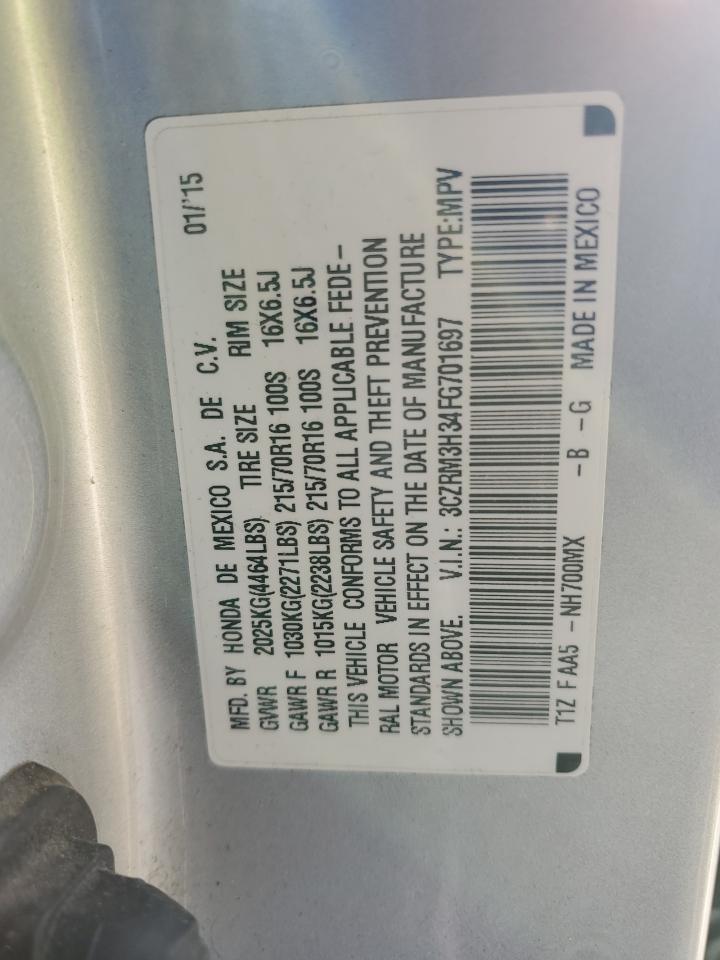 MFD. BY HONDA DE MEXICO S.A. DE C.V. 01/'15
GVWR 2025KG(4464LBS) TIRE SIZE RIM SIZE
GAWR F 1030KG(2271LBS) 215/70R16 100S 16X6.5J
GAWR R 1015KG(2238LBS) 215/70R16 100S 16X6.5J
THIS VEHICLE CONFORMS TO ALL APPLICABLE FEDE-
RAL MOTOR VEHICLE SAFETY AND THEFT PREVENTION
STANDARDS IN EFFECT ON THE DATE OF MANUFACTURE
SHOWN ABOVE. V.I.N.: 3CZRM3H34FG701697 TYPE:MPV
T1Z F AA5 -NH700MX -B -G MADE IN MEXICO